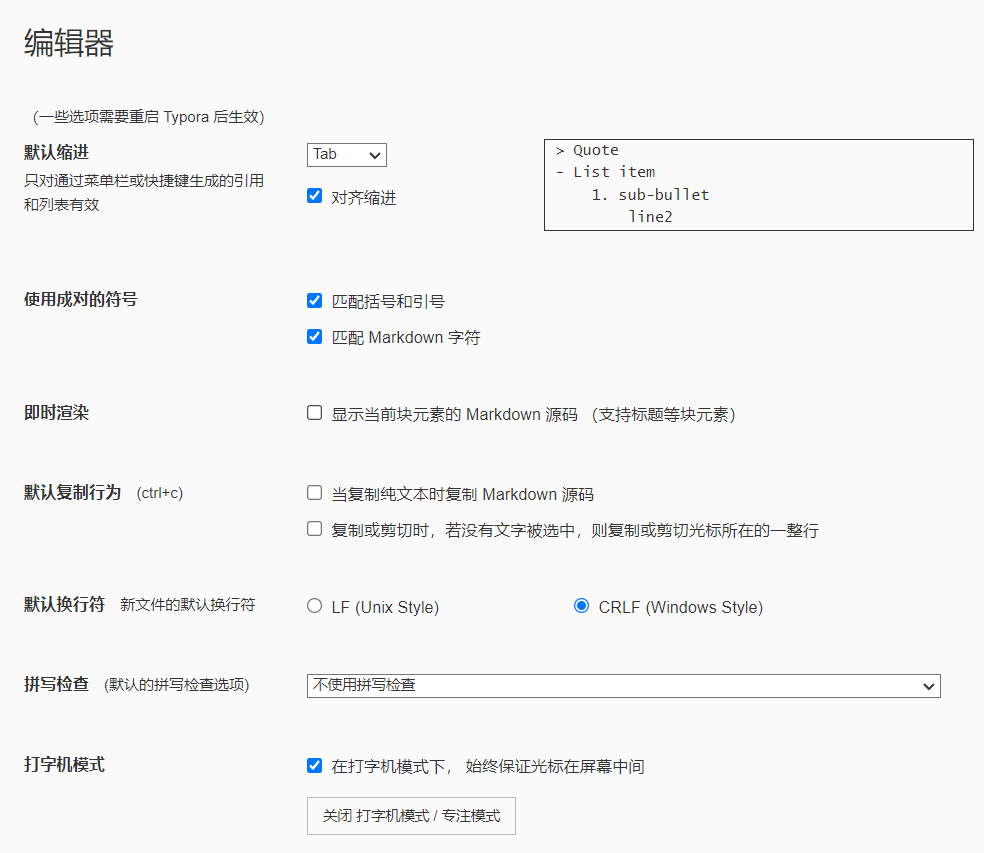 编辑器
（一些选项需要重启 Typora 后生效）
默认缩进
只对通过菜单栏或快捷键生成的引用
和列表有效
Tab
对齐缩进
> Quote
- List item
1. sub-bullet
line2
使用成对的符号
匹配括号和引号
匹配 Markdown 字符
即时渲染
显示当前块元素的 Markdown 源码 （支持标题等块元素）
默认复制行为 (ctrl+c)
当复制纯文本时复制 Markdown 源码
复制或剪切时，若没有文字被选中，则复制或剪切光标所在的一整行
默认换行符 新文件的默认换行符
LF (Unix Style)
CRLF (Windows Style)
拼写检查 (默认的拼写检查选项)
不使用拼写检查
打字机模式
在打字机模式下， 始终保证光标在屏幕中间
关闭 打字机模式 / 专注模式